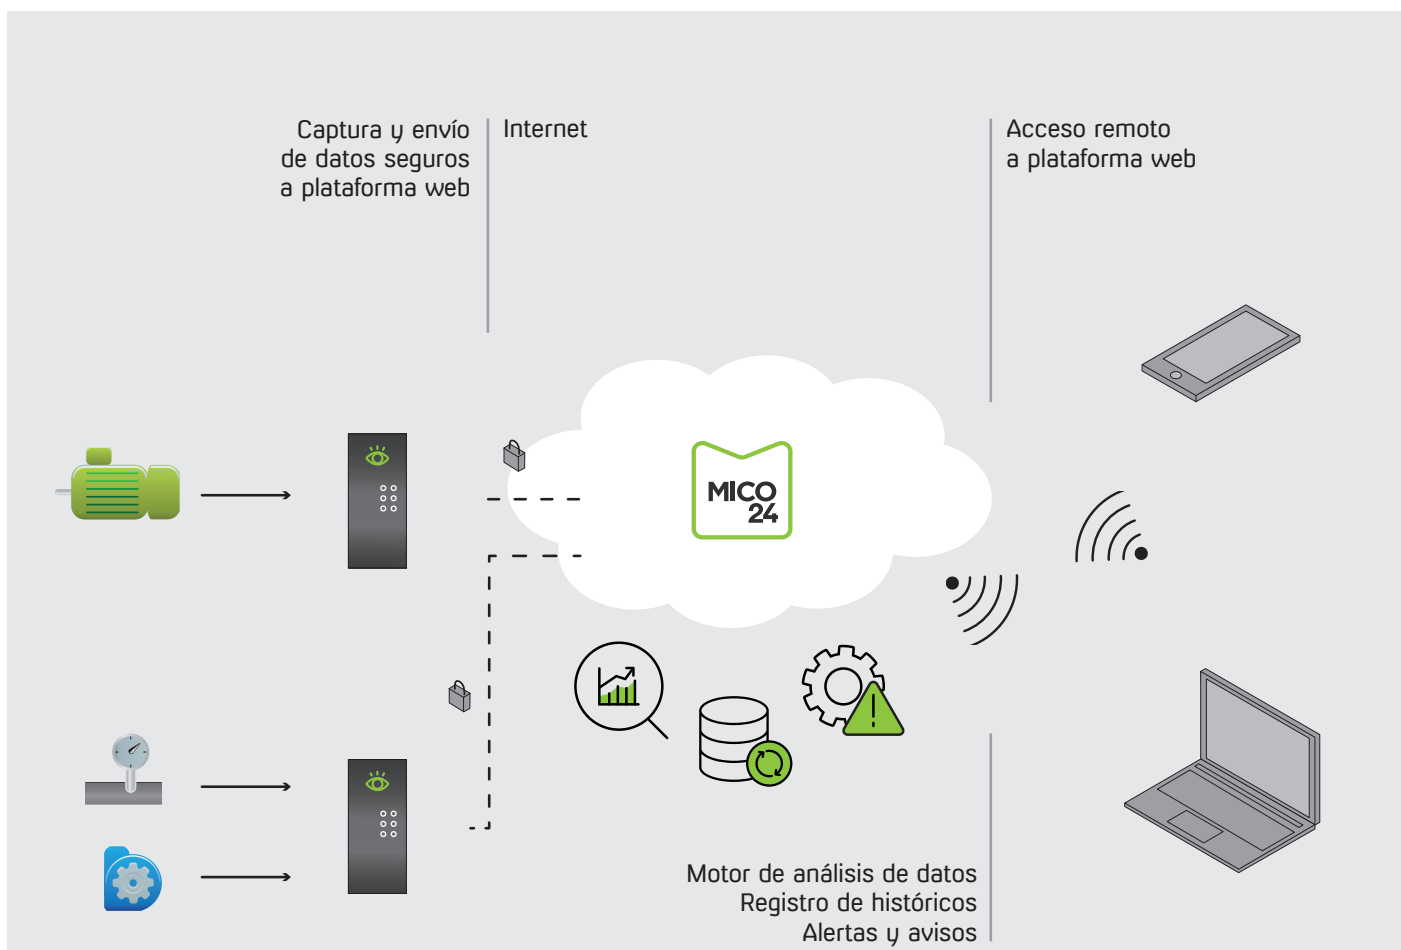 Captura y envío
de datos seguros
a plataforma web
Internet
Acceso remoto
a plataforma web
MICO
24
Motor de análisis de datos
Registro de históricos
Alertas y avisos